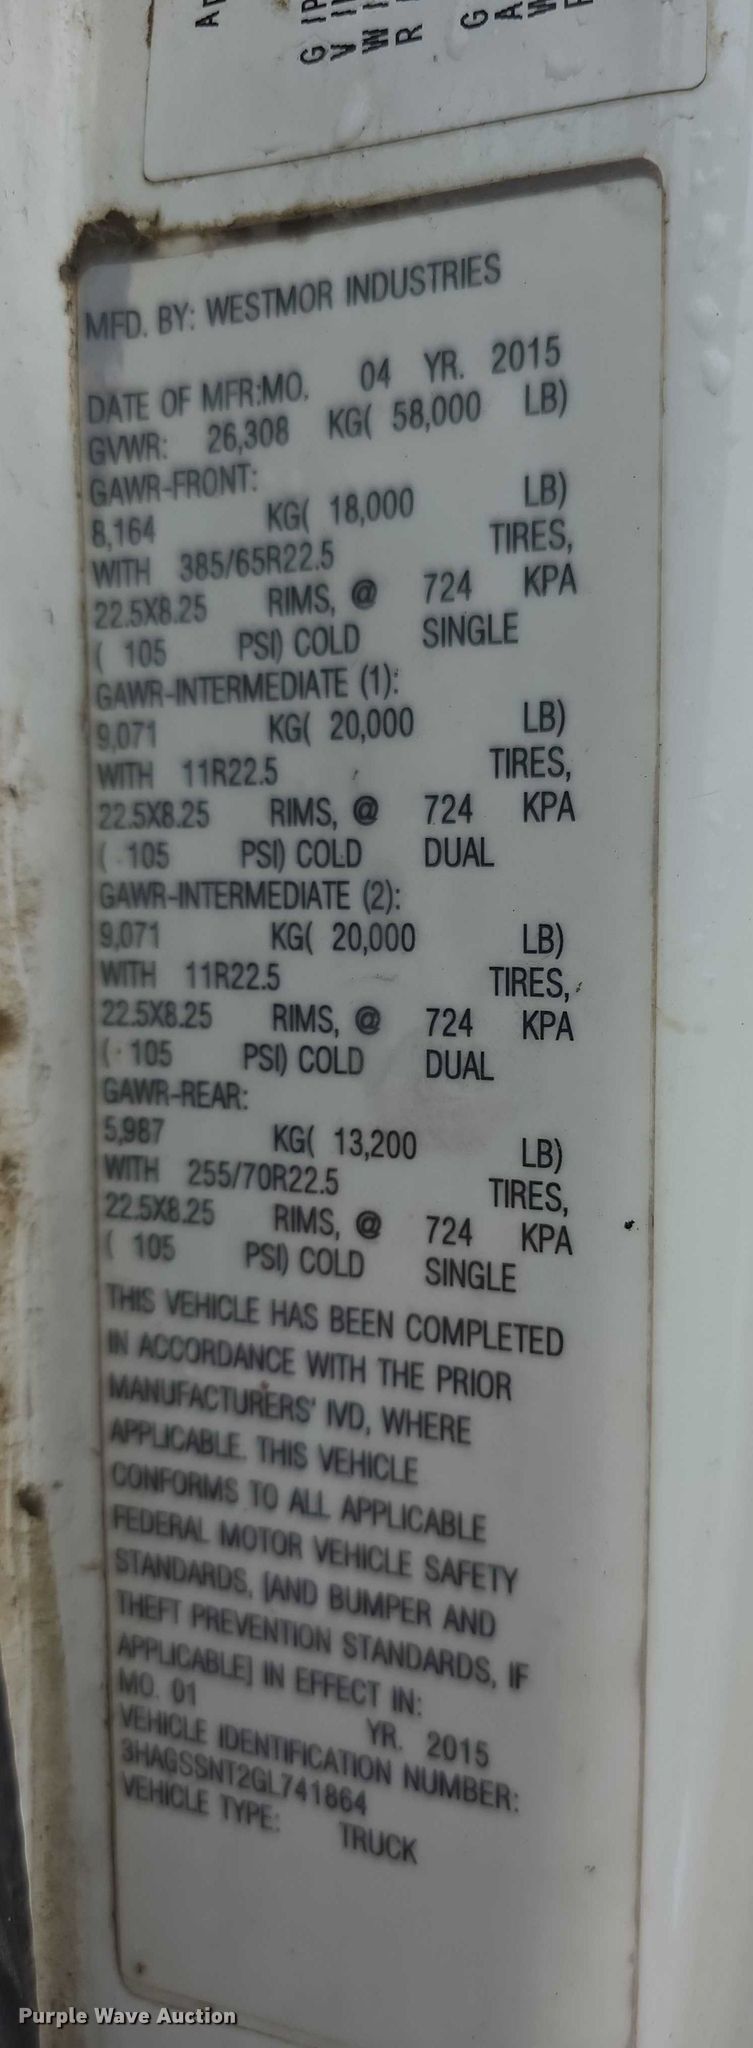 G
V
W
R
G
A
W
MFD. BY: WESTMOR INDUSTRIES
DATE OF MFR:MO. 04 YR. 2015
GVWR: 26,308 KG( 58,000 LB)
GAWR-FRONT:
8,164 KG( 18,000 LB)
WITH 385/65R22.5 TIRES,
22.5X8.25 RIMS, @ 724 KPA
( 105 PSI) COLD SINGLE
GAWR-INTERMEDIATE (1):
9,071 KG( 20,000 LB)
WITH 11R22.5 TIRES,
22.5X8.25 RIMS, @ 724 KPA
( 105 PSI) COLD DUAL
GAWR-INTERMEDIATE (2):
9,071 KG( 20,000 LB)
WITH 11R22.5 TIRES,
22.5X8.25 RIMS, @ 724 KPA
( 105 PSI) COLD DUAL
GAWR-REAR:
5,987 KG( 13,200 LB)
WITH 255/70R22.5 TIRES,
22.5X8.25 RIMS, @ 724 KPA
( 105 PSI) COLD SINGLE
THIS VEHICLE HAS BEEN COMPLETED
IN ACCORDANCE WITH THE PRIOR
MANUFACTURERS' IVD, WHERE
APPLICABLE. THIS VEHICLE
CONFORMS TO ALL APPLICABLE
FEDERAL MOTOR VEHICLE SAFETY
STANDARDS, [AND BUMPER AND
THEFT PREVENTION STANDARDS, IF
APPLICABLE] IN EFFECT IN:
MO. 01 YR. 2015
VEHICLE IDENTIFICATION NUMBER:
3HAGSSNT2GL741864
VEHICLE TYPE: TRUCK
Purple Wave Auction